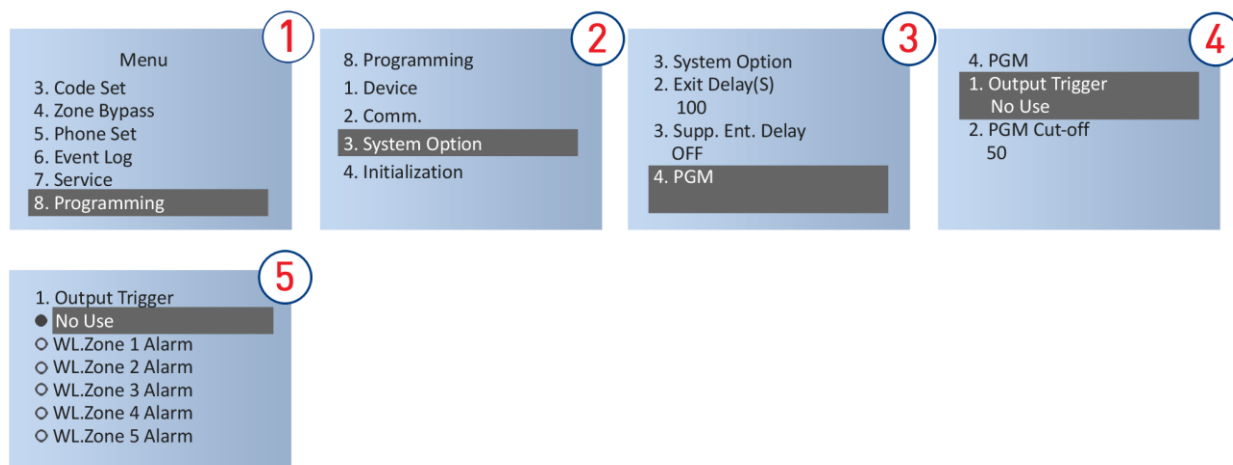 1
Menu
3. Code Set
4. Zone Bypass
5. Phone Set
6. Event Log
7. Service
8. Programming
2
8. Programming
1. Device
2. Comm.
3. System Option
4. Initialization
3
3. System Option
2. Exit Delay(S)
100
3. Supp. Ent. Delay
OFF
4. PGM
4
4. PGM
1. Output Trigger
No Use
2. PGM Cut-off
50
5
1. Output Trigger
No Use
WL.Zone 1 Alarm
WL.Zone 2 Alarm
WL.Zone 3 Alarm
WL.Zone 4 Alarm
WL.Zone 5 Alarm